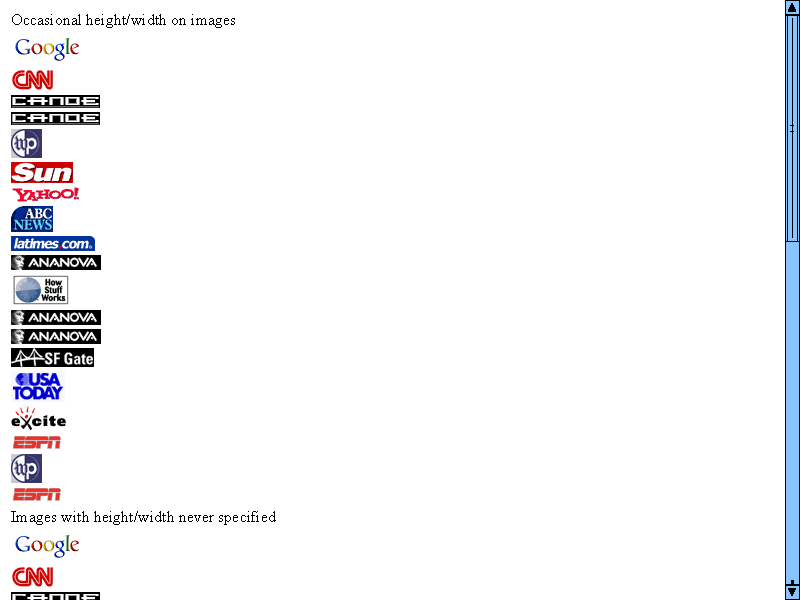 Occasional height/width on images
Google
CNN
CANOE
CANOE
wp
Sun
YAHOO!
ABC
NEWS
latimes.com
ANANOVA
How
Stuff
Works
ANANOVA
ANANOVA
SF Gate
USA
TODAY
excite
ESPN
wp
ESPN
Images with height/width never specified
Google
CNN
CANOE